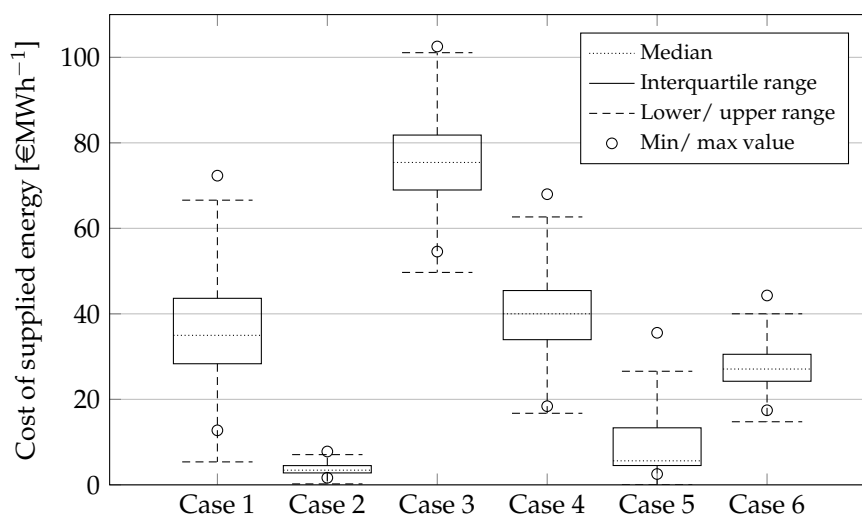 Cost of supplied energy [€MWh⁻¹]
100
80
60
40
20
0
Median
Interquartile range
Lower/ upper range
Min/ max value
Case 1 Case 2 Case 3 Case 4 Case 5 Case 6